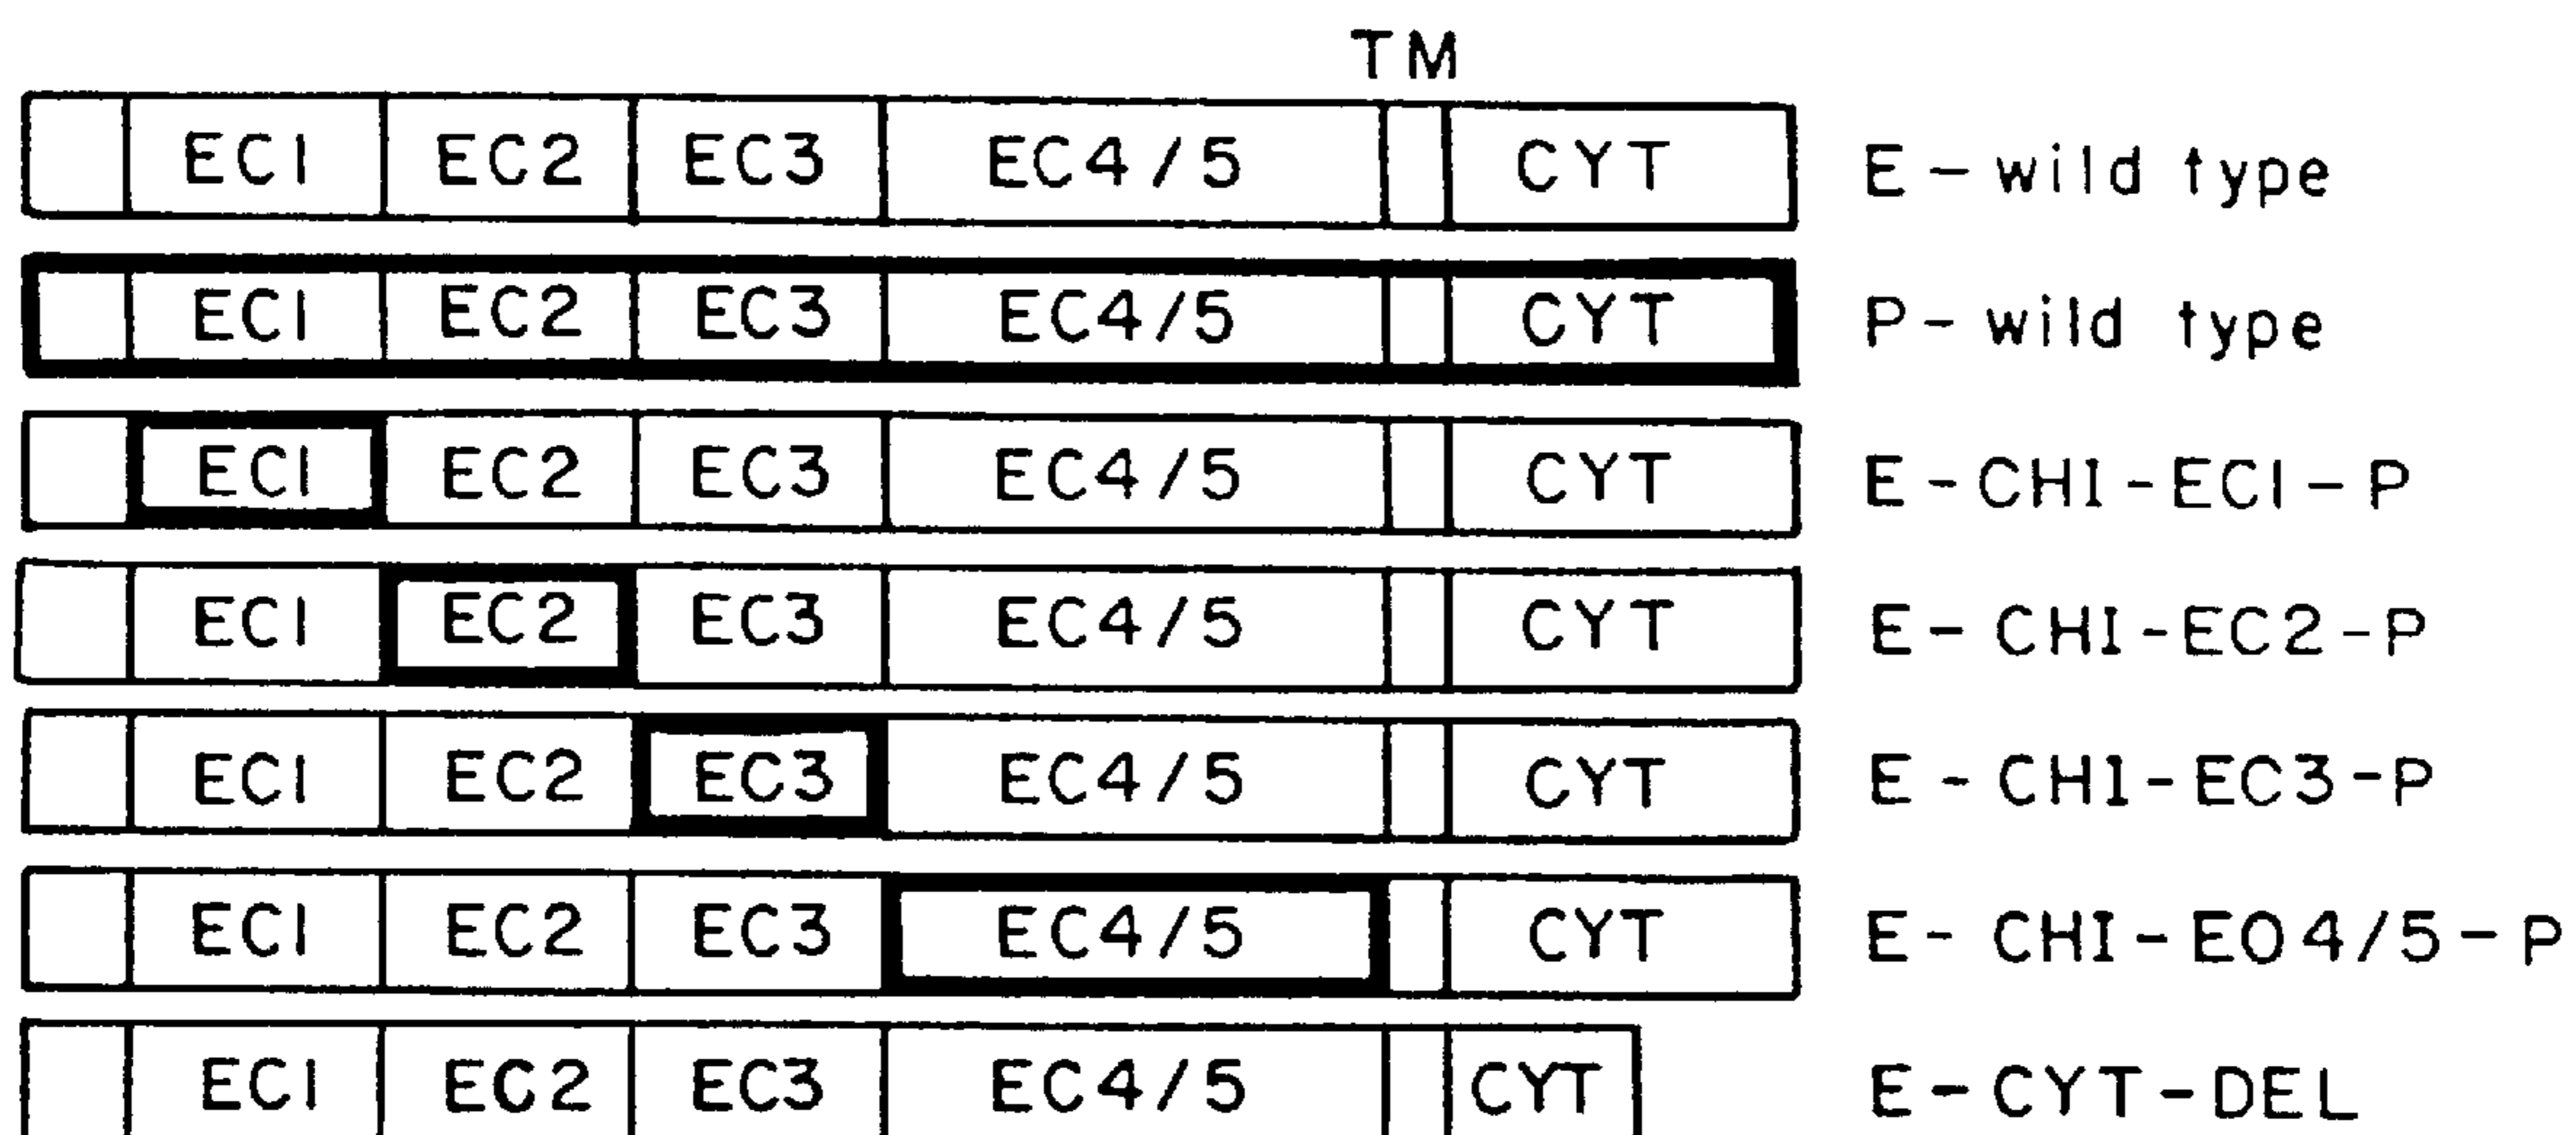 TM
EC1 EC2 EC3 EC4/5 CYT E-wild type
P-wild type EC1 EC2 EC3 EC4/5 CYT
EC1 EC2 EC3 EC4/5 CYT E-CHI-EC1-P
EC1 EC2 EC3 EC4/5 CYT E-CHI-EC2-P
EC1 EC2 EC3 EC4/5 CYT E-CHI-EC3-P
EC1 EC2 EC3 EC4/5 CYT E-CHI-EO4/5-P
EC1 EC2 EC3 EC4/5 CYT E-CYT-DEL